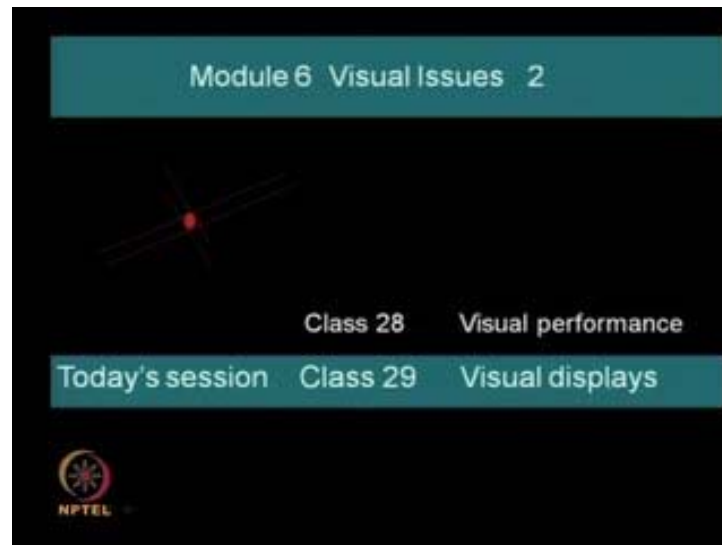 Module 6 Visual Issues 2
Class 28 Visual performance
Today's session Class 29 Visual displays
NPTEL